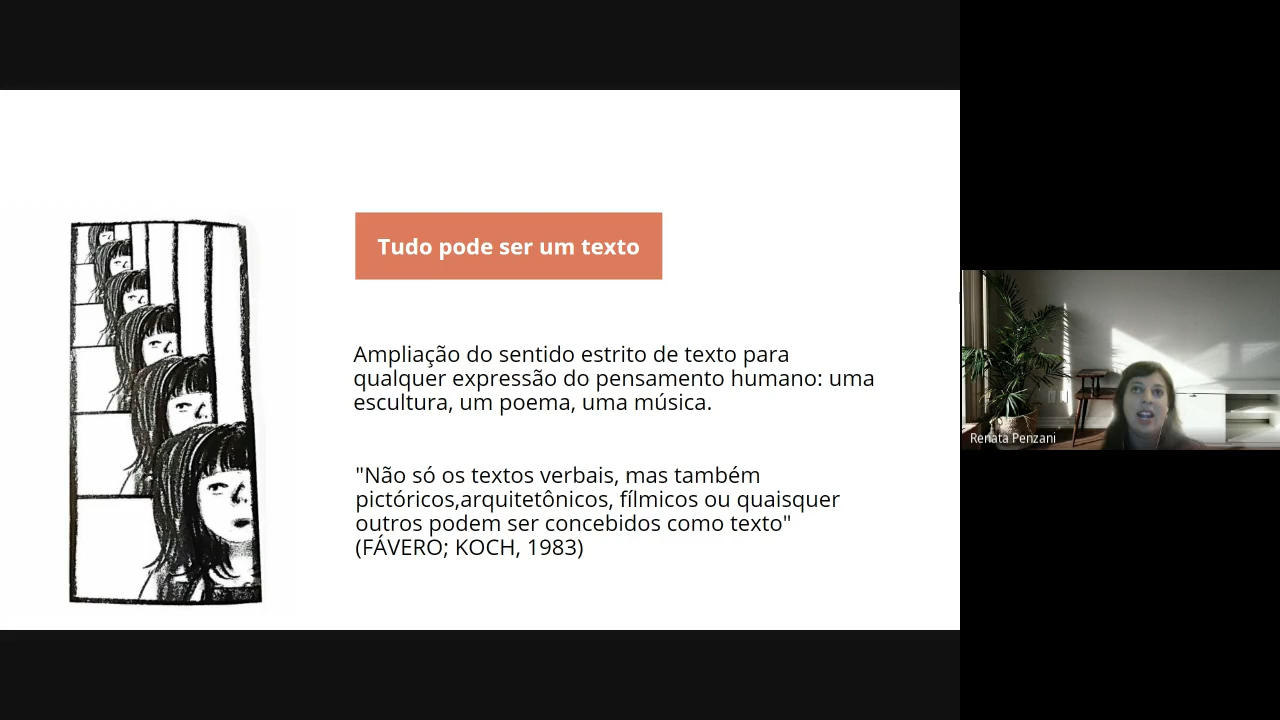 Tudo pode ser um texto
Ampliação do sentido estrito de texto para
qualquer expressão do pensamento humano: uma
escultura, um poema, uma música.
"Não só os textos verbais, mas também
pictóricos,arquitetônicos, fílmicos ou quaisquer
outros podem ser concebidos como texto"
(FÁVERO; KOCH, 1983)
Renata Penzani